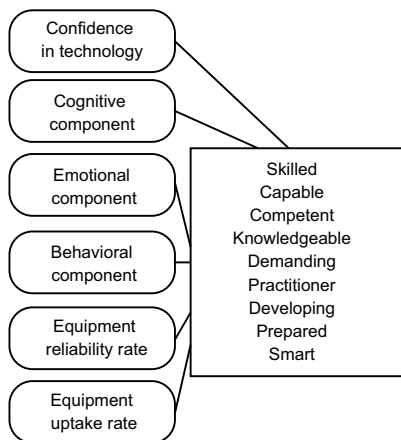 Confidence
in technology
Cognitive
component
Emotional
component
Behavioral
component
Equipment
reliability rate
Equipment
uptake rate
Skilled
Capable
Competent
Knowledgeable
Demanding
Practitioner
Developing
Prepared
Smart